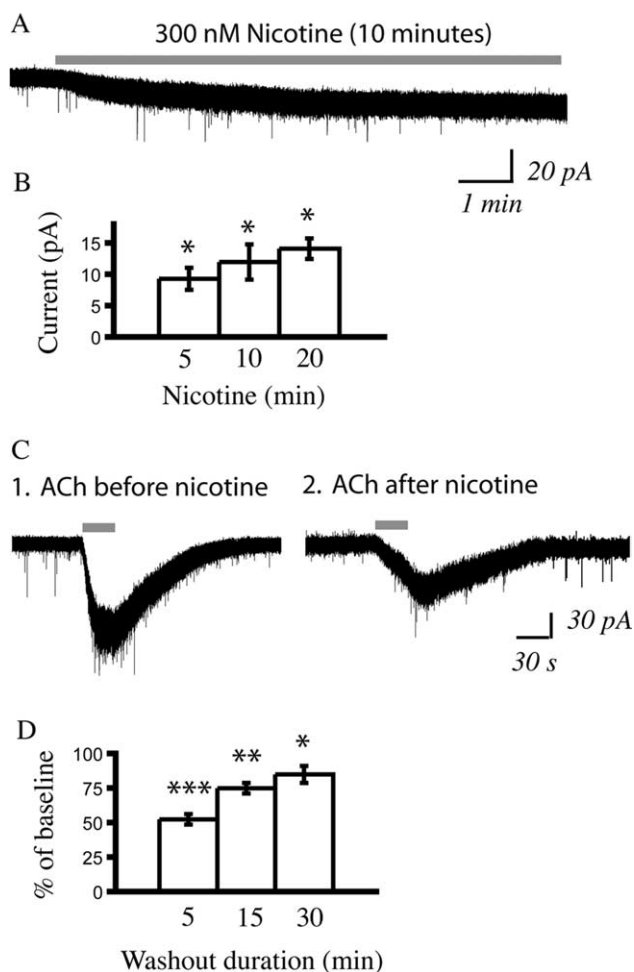 A
300 nM Nicotine (10 minutes)
20 pA
1 min
B
Current (pA)
15
10
5
0
* * *
5 10 20
Nicotine (min)
C
1. ACh before nicotine 2. ACh after nicotine
30 pA
30 s
D
% of baseline
100
75
50
25
0
*** ** *
5 15 30
Washout duration (min)